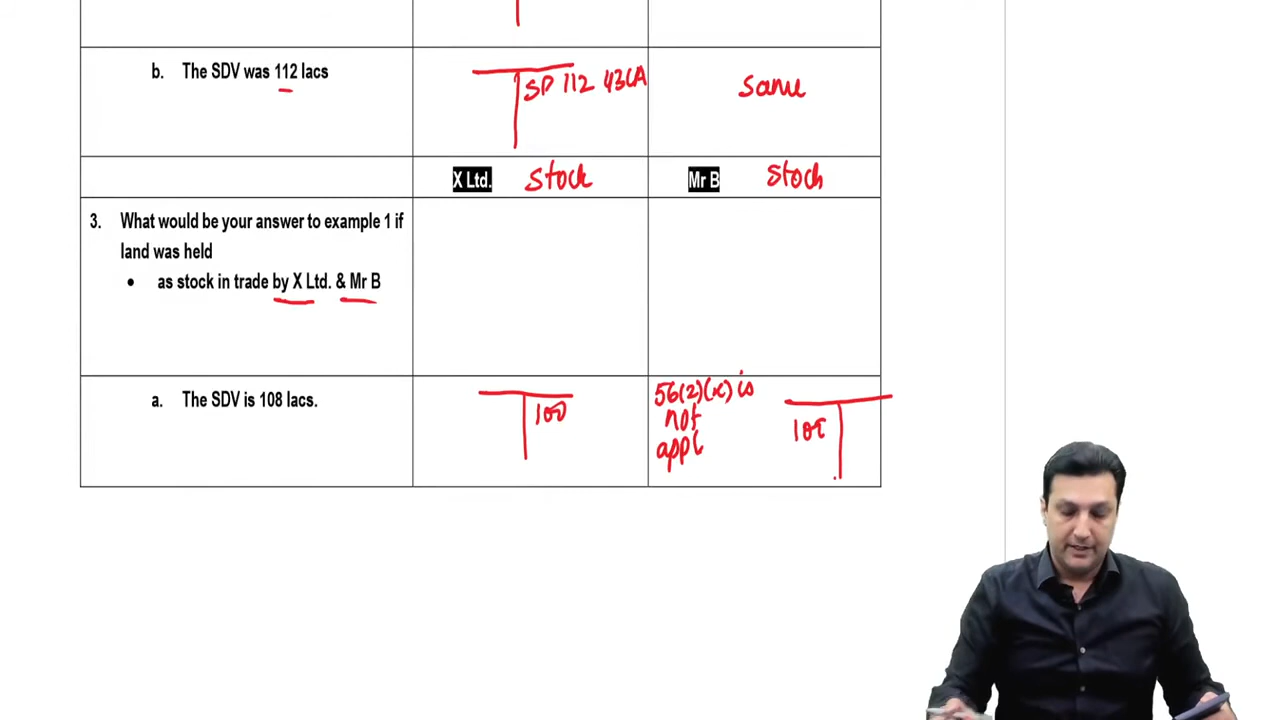 b. The SDV was 112 lacs
SP 112 43CA
same
X Ltd. stock
Mr B stock
3. What would be your answer to example 1 if
land was held
• as stock in trade by X Ltd. & Mr B
a. The SDV is 108 lacs.
100
56(2)(x) is
not
appl